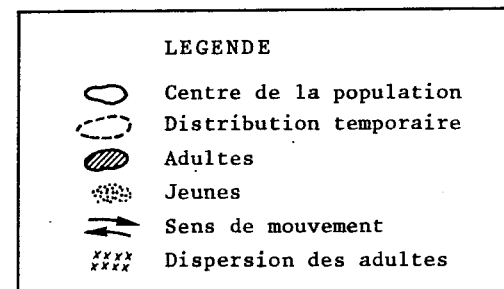 LEGENDE
Centre de la population
Distribution temporaire
Adultes
Jeunes
Sens de mouvement
Dispersion des adultes